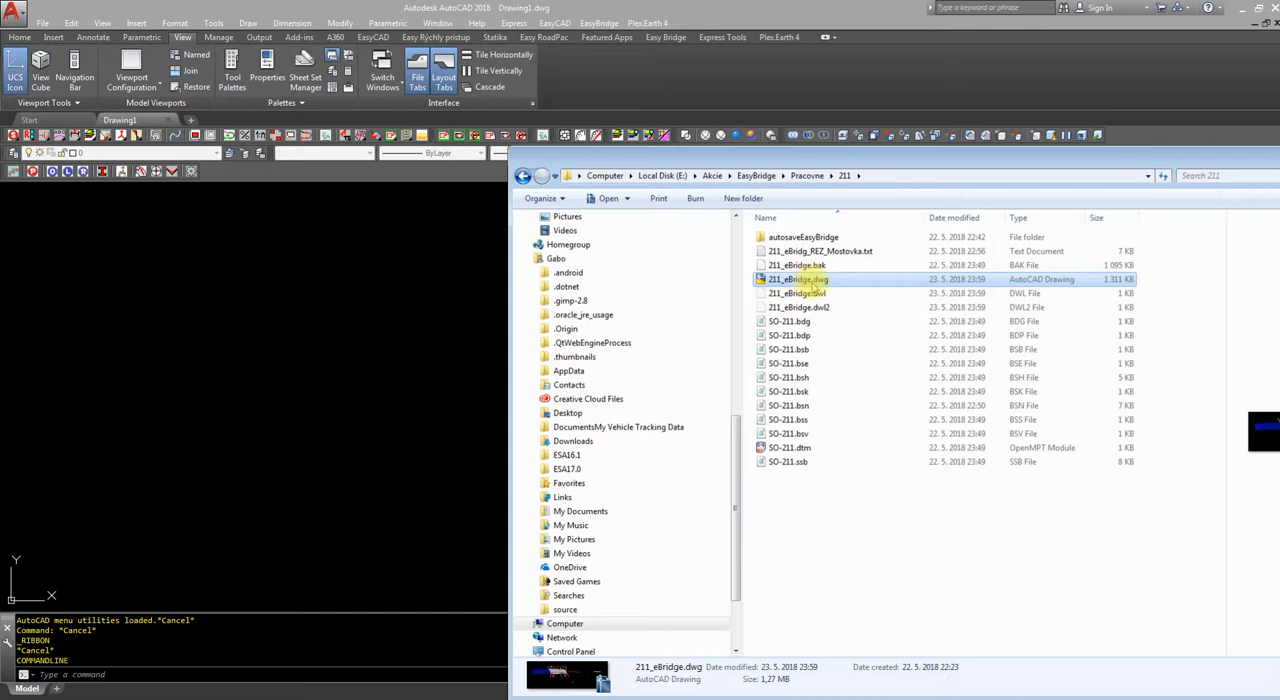 Autodesk AutoCAD 2018 Drawing1.dwg
Type a keyword or phrase
Sign In
File Edit View Insert Format Tools Draw Dimension Modify Parametric Window Help Express EasyCAD EasyBridge Plex.Earth 4
Home Insert Annotate Parametric View Manage Output Add-ins A360 EasyCAD Easy Rýchly prístup Statika Easy RoadPac Featured Apps Easy Bridge Express Tools Plex.Earth 4
UCS Icon
View Cube
Navigation Bar
Viewport Configuration
Named
Join
Restore
Tool Palettes
Properties
Sheet Set Manager
Switch Windows
File Tabs
Layout Tabs
Tile Horizontally
Tile Vertically
Cascade
Viewport Tools
Model Viewports
Palettes
Interface
Start Drawing1
0
ByLayer
Computer Local Disk (E:) Akcie EasyBridge Pracovne 211
Search 211
Organize Open Print Burn New folder
Name Date modified Type Size
Pictures
Videos
Homegroup
Gabo
.android
.dotnet
.gimp-2.8
.oracle_jre_usage
.Origin
.QtWebEngineProcess
.thumbnails
AppData
Contacts
Creative Cloud Files
Desktop
DocumentsMy Vehicle Tracking Data
Downloads
ESA16.1
ESA17.0
Favorites
Links
My Documents
My Music
My Pictures
My Videos
OneDrive
Saved Games
Searches
source
Computer
Network
Control Panel
autosaveEasyBridge 22. 5. 2018 22:42 File folder
211_eBridg_REZ_Mostovka.txt 22. 5. 2018 22:56 Text Document 7 KB
211_eBridge.bak 22. 5. 2018 23:49 BAK File 1 095 KB
211_eBridge.dwg 23. 5. 2018 23:59 AutoCAD Drawing 1 311 KB
211_eBridge.dwl 23. 5. 2018 23:59 DWL File 1 KB
211_eBridge.dwl2 23. 5. 2018 23:59 DWL2 File 1 KB
SO-211.bdg 22. 5. 2018 23:49 BDG File 1 KB
SO-211.bdp 22. 5. 2018 23:49 BDP File 1 KB
SO-211.bsb 22. 5. 2018 23:49 BSB File 1 KB
SO-211.bse 22. 5. 2018 23:49 BSE File 1 KB
SO-211.bsh 22. 5. 2018 23:49 BSH File 5 KB
SO-211.bsk 22. 5. 2018 23:49 BSK File 1 KB
SO-211.bsn 22. 5. 2018 22:50 BSN File 7 KB
SO-211.bss 22. 5. 2018 23:49 BSS File 1 KB
SO-211.bsv 22. 5. 2018 23:49 BSV File 1 KB
SO-211.dtm 22. 5. 2018 23:49 OpenMPT Module 1 KB
SO-211.ssb 22. 5. 2018 23:49 SSB File 8 KB
Y
X
AutoCAD menu utilities loaded.*Cancel*
Command: *Cancel*
_RIBBON
*Cancel*
COMMANDLINE
Type a command
Model
211_eBridge.dwg Date modified: 23. 5. 2018 23:59 Date created: 22. 5. 2018 22:23
AutoCAD Drawing Size: 1,27 MB